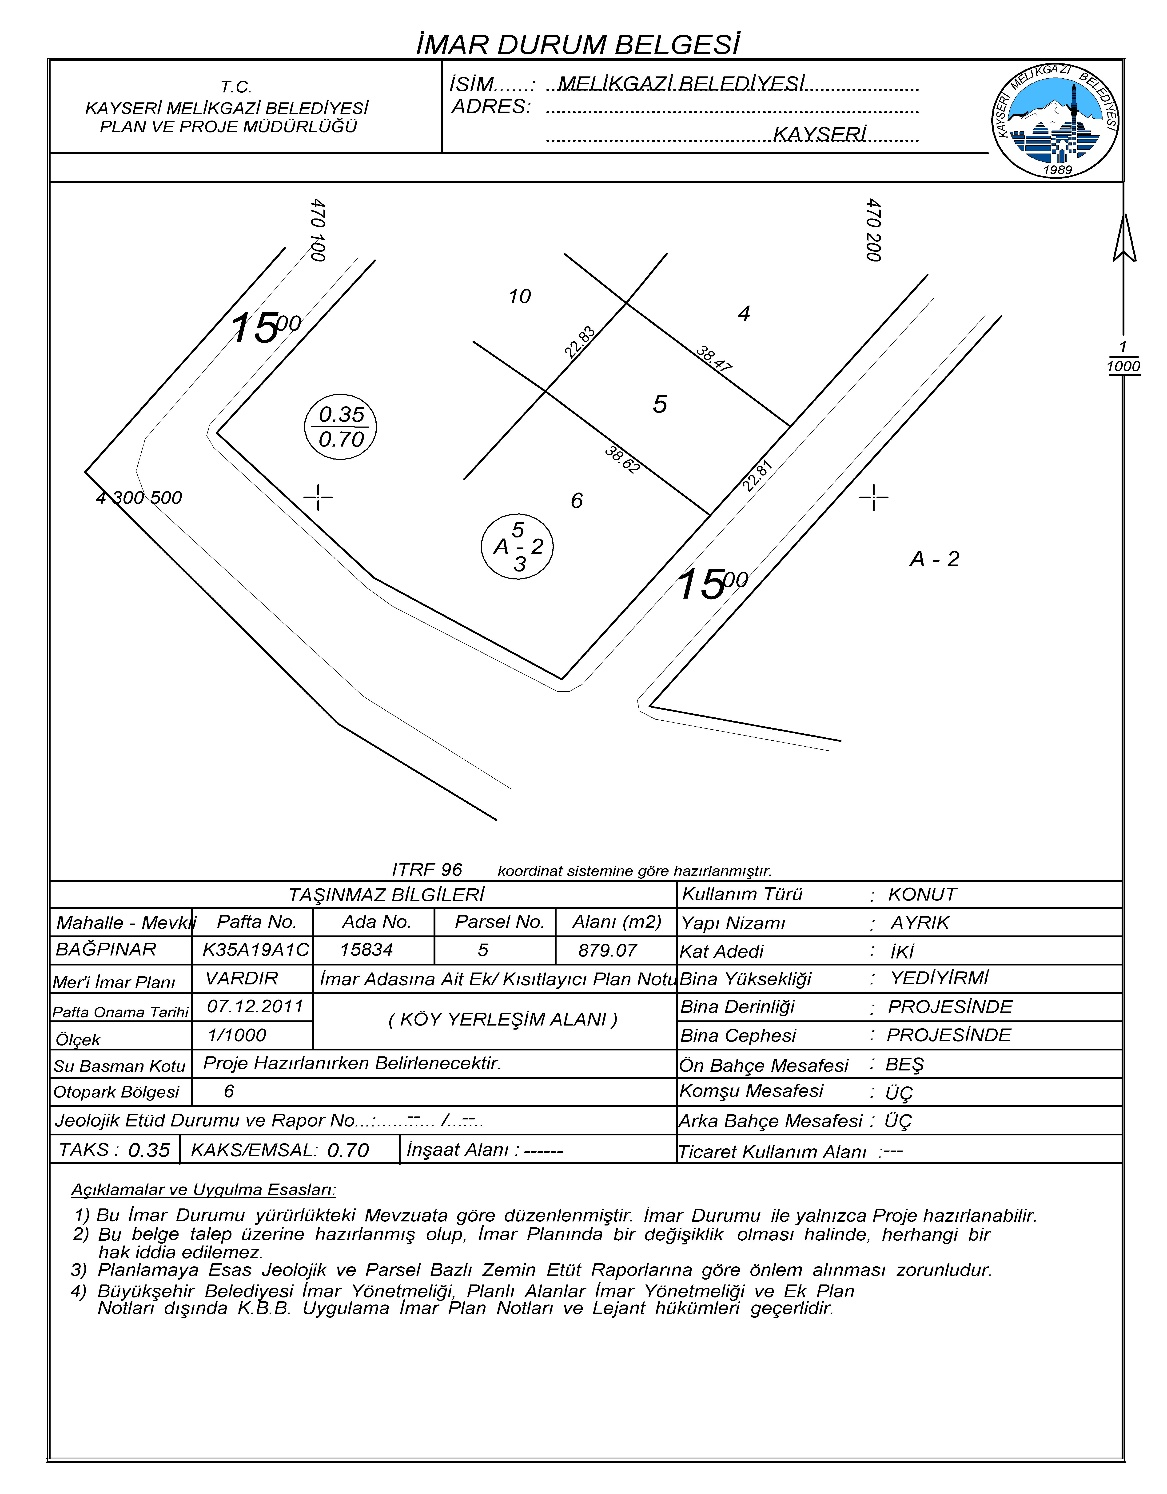 İMAR DURUM BELGESİ
T.C.
KAYSERİ MELİKGAZİ BELEDİYESİ
PLAN VE PROJE MÜDÜRLÜĞÜ
İSİM......: ..MELİKGAZİ BELEDİYESİ......................
ADRES: ................................................................
.......................................KAYSERİ.........
KAYSERİ MELİKGAZİ BELEDİYESİ
1989
470 100
470 200
10
4
15 00
22.83
38.47
1
1000
5
0.35
0.70
38.62
22.81
4 300 500
6
5
A - 2
3
A - 2
15 00
ITRF 96 koordinat sistemine göre hazırlanmıştır.
TAŞINMAZ BİLGİLERİ
Kullanım Türü : KONUT
Mahalle - Mevkii Pafta No. Ada No. Parsel No. Alanı (m2)
Yapı Nizamı : AYRIK
BAĞPINAR K35A19A1C 15834 5 879.07
Kat Adedi : İKİ
Mer'i İmar Planı VARDIR İmar Adasına Ait Ek/ Kısıtlayıcı Plan Notu
Bina Yüksekliği : YEDİYİRMİ
Pafta Onama Tarihi 07.12.2011
( KÖY YERLEŞİM ALANI )
Bina Derinliği : PROJESİNDE
Ölçek 1/1000
Bina Cephesi : PROJESİNDE
Su Basman Kotu Proje Hazırlanırken Belirlenecektir.
Ön Bahçe Mesafesi : BEŞ
Otopark Bölgesi 6
Komşu Mesafesi : ÜÇ
Jeolojik Etüd Durumu ve Rapor No...:......--... /...--..
Arka Bahçe Mesafesi : ÜÇ
TAKS : 0.35 KAKS/EMSAL: 0.70 İnşaat Alanı : ------
Ticaret Kullanım Alanı :---
Açıklamalar ve Uygulma Esasları:
1) Bu İmar Durumu yürürlükteki Mevzuata göre düzenlenmiştir. İmar Durumu ile yalnızca Proje hazırlanabilir.
2) Bu belge talep üzerine hazırlanmış olup, İmar Planında bir değişiklik olması halinde, herhangi bir
hak iddia edilemez.
3) Planlamaya Esas Jeolojik ve Parsel Bazlı Zemin Etüt Raporlarına göre önlem alınması zorunludur.
4) Büyükşehir Belediyesi İmar Yönetmeliği, Planlı Alanlar İmar Yönetmeliği ve Ek Plan
Notları dışında K.B.B. Uygulama İmar Plan Notları ve Lejant hükümleri geçerlidir.